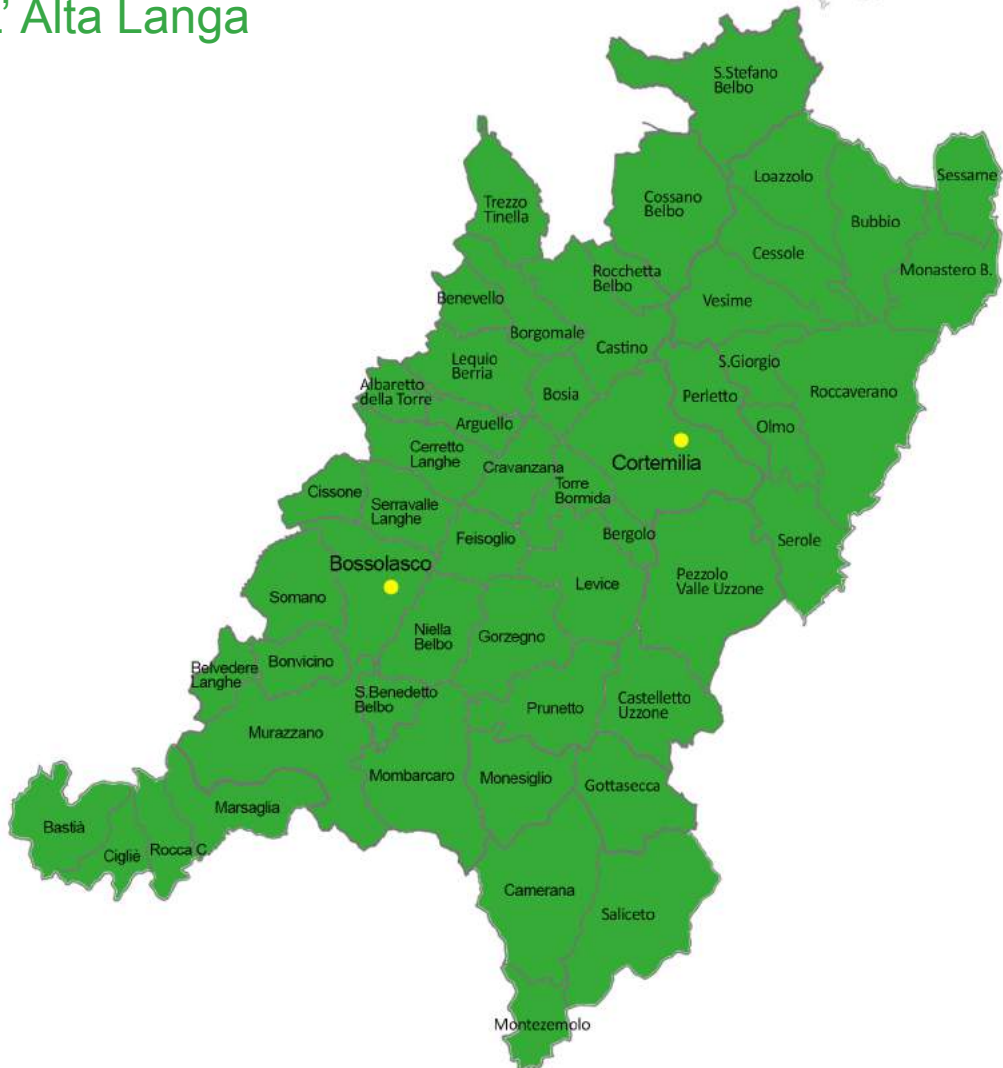 ' Alta Langa
S.Stefano
Belbo
Loazzolo
Sessame
Trezzo
Tinella
Cossano
Belbo
Bubbio
Cessole
Monastero B.
Rocchetta
Belbo
Benevello
Vesime
Borgomale
Castino
Lequio
Berria
S.Giorgio
Albaretto
della Torre
Bosia
Perletto
Roccaverano
Arguello
Olmo
Cerretto
Langhe
Cravanzana
Cortemilia
Torre
Bormida
Cissone
Serravalle
Langhe
Feisoglio
Bergolo
Serole
Bossolasco
Levice
Pezzolo
Valle Uzzone
Somano
Niella
Belbo
Gorzegno
Belvedere
Langhe
Bonvicino
S.Benedetto
Belbo
Prunetto
Castelletto
Uzzone
Murazzano
Mombarcaro
Monesiglio
Gottasecca
Marsaglia
Bastià
Cigliè
Rocca C.
Camerana
Saliceto
Montezemolo